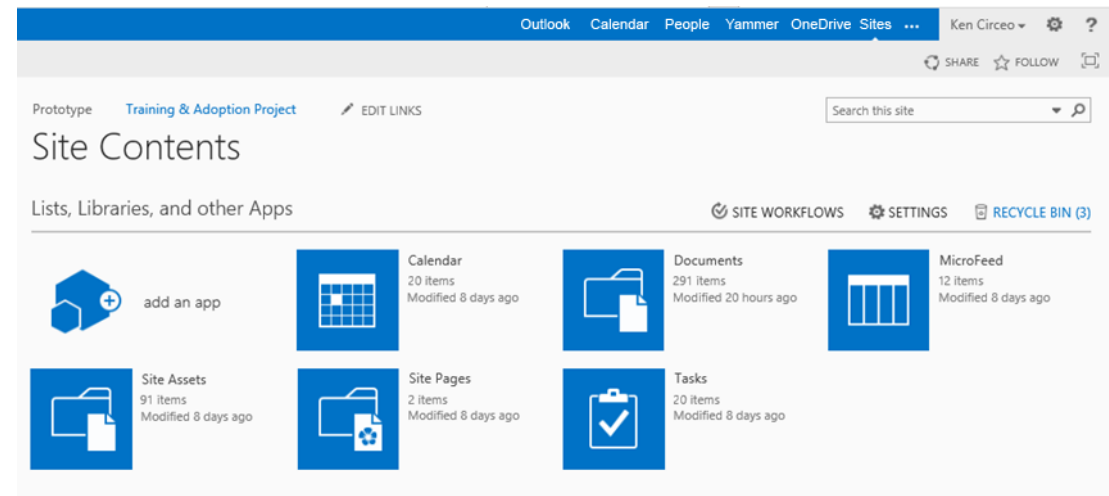 Outlook Calendar People Yammer OneDrive Sites ... Ken Circeo ?
SHARE FOLLOW
Prototype Training & Adoption Project EDIT LINKS Search this site
Site Contents
Lists, Libraries, and other Apps SITE WORKFLOWS SETTINGS RECYCLE BIN (3)
add an app
Calendar
20 items
Modified 8 days ago
Documents
291 items
Modified 20 hours ago
MicroFeed
12 items
Modified 8 days ago
Site Assets
91 items
Modified 8 days ago
Site Pages
2 items
Modified 8 days ago
Tasks
20 items
Modified 8 days ago